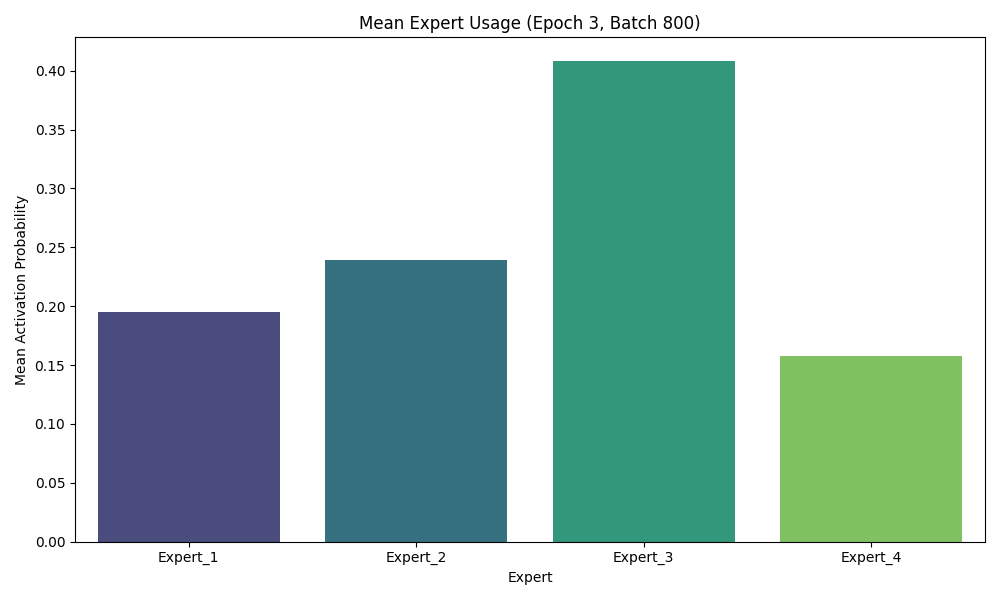 Mean Expert Usage (Epoch 3, Batch 800)
Mean Activation Probability
0.40
0.35
0.30
0.25
0.20
0.15
0.10
0.05
0.00
Expert_1
Expert_2
Expert_3
Expert_4
Expert